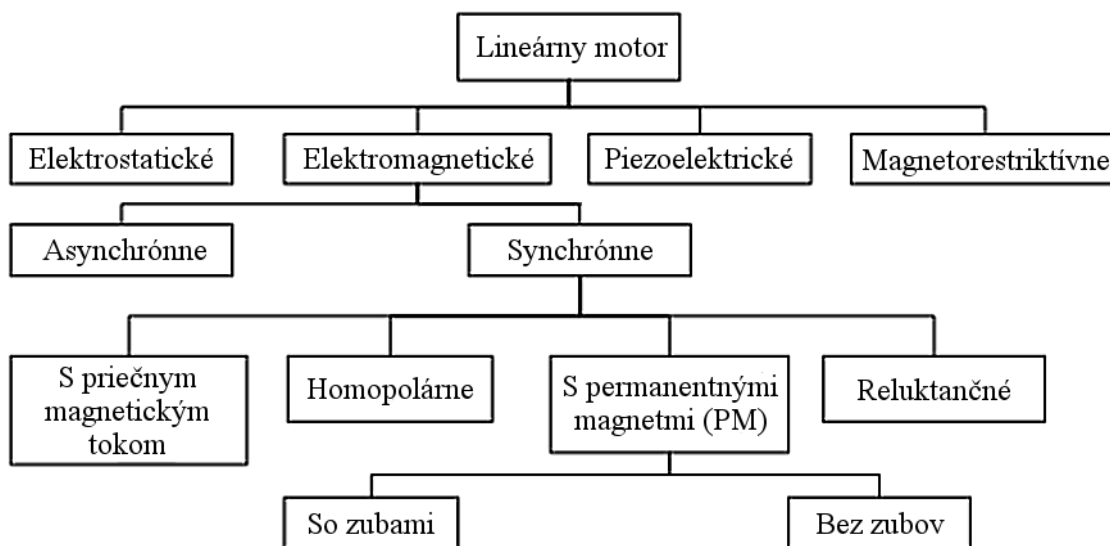 Lineárny motor
Elektrostatické
Elektromagnetické
Piezoelektrické
Magnetorestriktívne
Asynchrónne
Synchrónne
S priečnym
magnetickým
tokom
Homopolárne
S permanentnými
magnetmi (PM)
Reluktančné
So zubami
Bez zubov